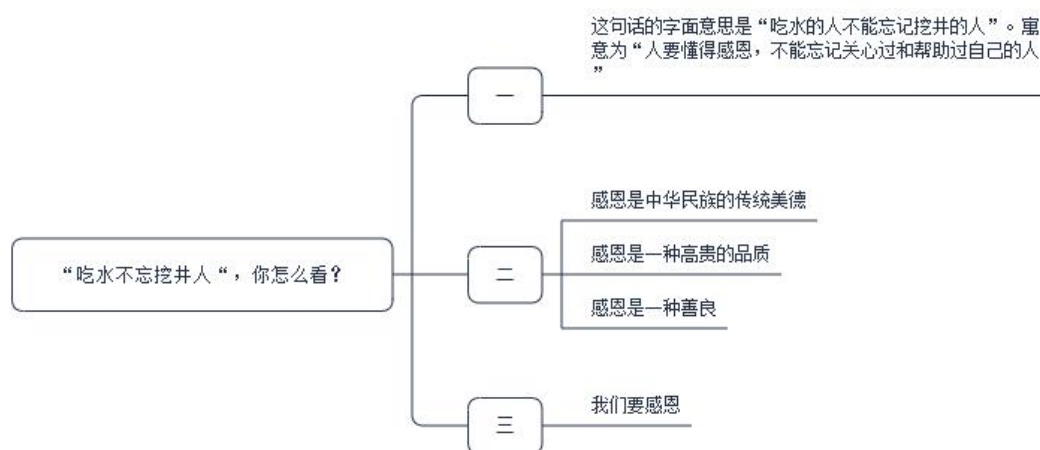 “吃水不忘挖井人“，你怎么看？
一
这句话的字面意思是“吃水的人不能忘记挖井的人”。寓
意为“人要懂得感恩，不能忘记关心过和帮助过自己的人
”
二
感恩是中华民族的传统美德
感恩是一种高贵的品质
感恩是一种善良
三
我们要感恩